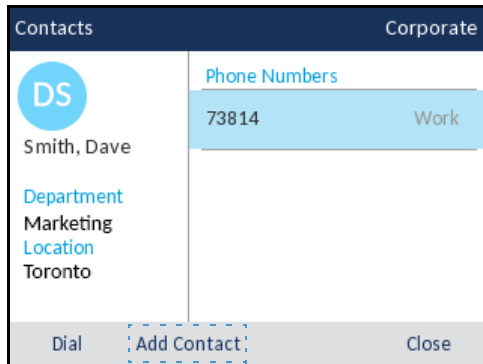 Contacts Corporate
DS
Smith, Dave
Department
Marketing
Location
Toronto
Phone Numbers
73814 Work
Dial Add Contact Close